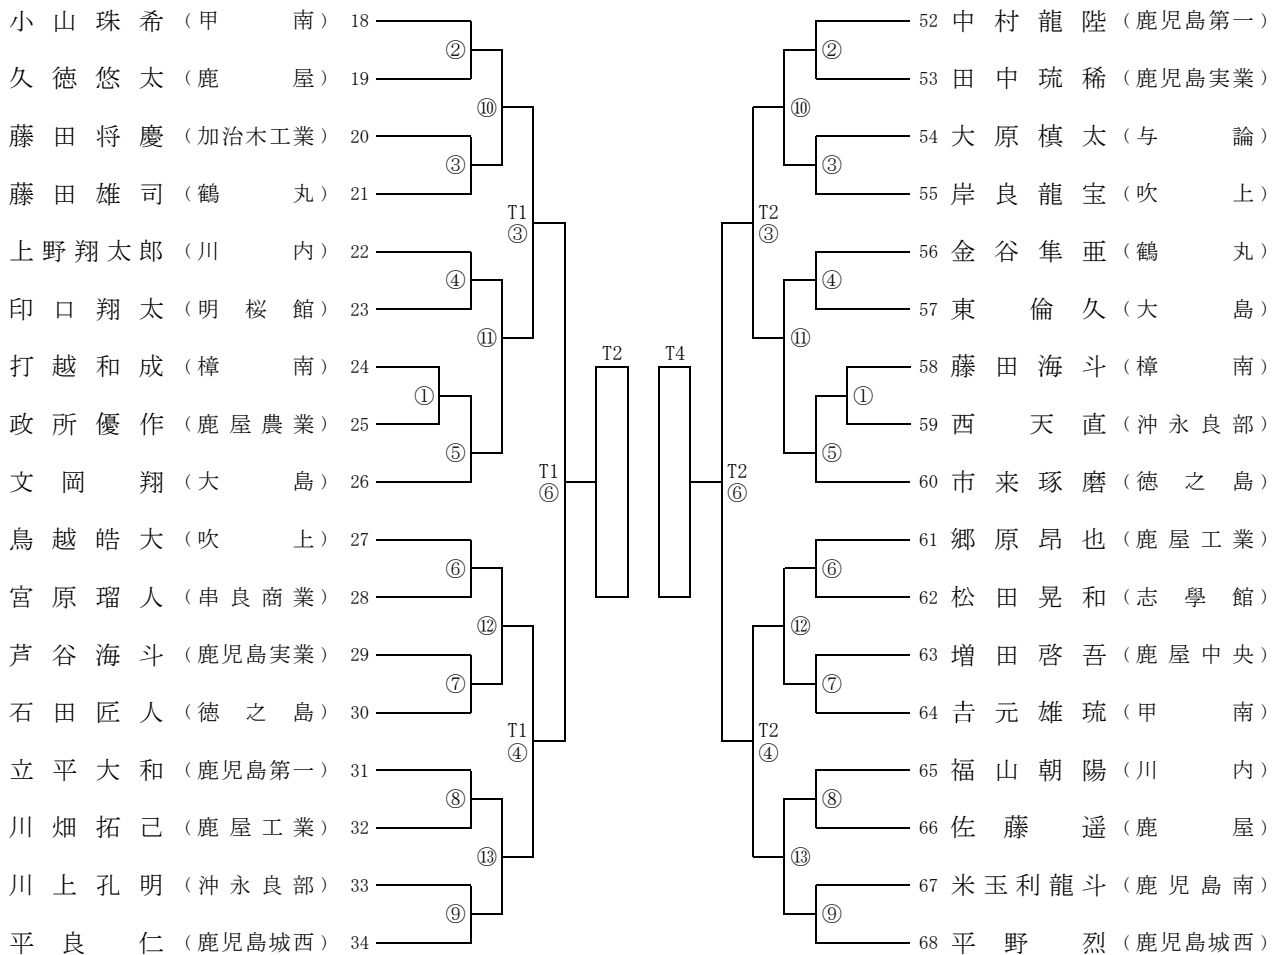 小山珠希（甲南）18
②
久徳悠太（鹿屋）19
⑩
藤田将慶（加治木工業）20
③
藤田雄司（鶴丸）21
T1
③
上野翔太郎（川内）22
④
印口翔太（明桜館）23
⑪
打越和成（樟南）24
①
政所優作（鹿屋農業）25
⑤
文岡翔（大島）26
T1
⑥
鳥越皓大（吹上）27
⑥
宮原瑠人（串良商業）28
⑫
芦谷海斗（鹿児島実業）29
⑦
石田匠人（徳之島）30
T1
④
立平大和（鹿児島第一）31
⑧
川畑拓己（鹿屋工業）32
⑬
川上孔明（沖永良部）33
⑨
平良仁（鹿児島城西）34
T2
T4
52 中村龍陛（鹿児島第一）
②
53 田中琉稀（鹿児島実業）
⑩
54 大原槙太（与論）
③
55 岸良龍宝（吹上）
T2
③
56 金谷隼亜（鶴丸）
④
57 東倫久（大島）
⑪
58 藤田海斗（樟南）
①
59 西天直（沖永良部）
⑤
60 市来琢磨（徳之島）
T2
⑥
61 郷原昂也（鹿屋工業）
⑥
62 松田晃和（志學館）
⑫
63 増田啓吾（鹿屋中央）
⑦
64 𠮷元雄琉（甲南）
T2
④
65 福山朝陽（川内）
⑧
66 佐藤遥（鹿屋）
⑬
67 米玉利龍斗（鹿児島南）
⑨
68 平野烈（鹿児島城西）